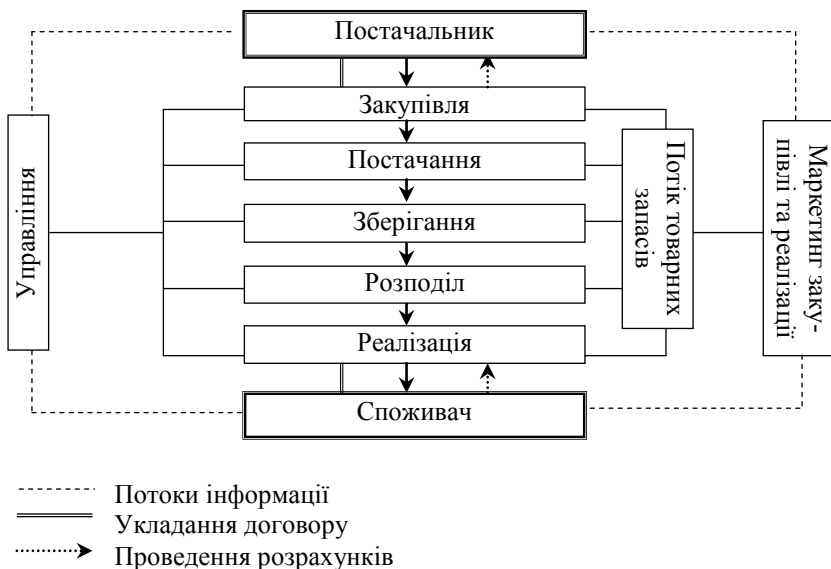 Постачальник
Закупівля
Постачання
Зберігання
Розподіл
Реалізація
Споживач
Управління
Потік товарних
запасів
Маркетинг заку-
півлі та реалізації
Потоки інформації
Укладання договору
Проведення розрахунків